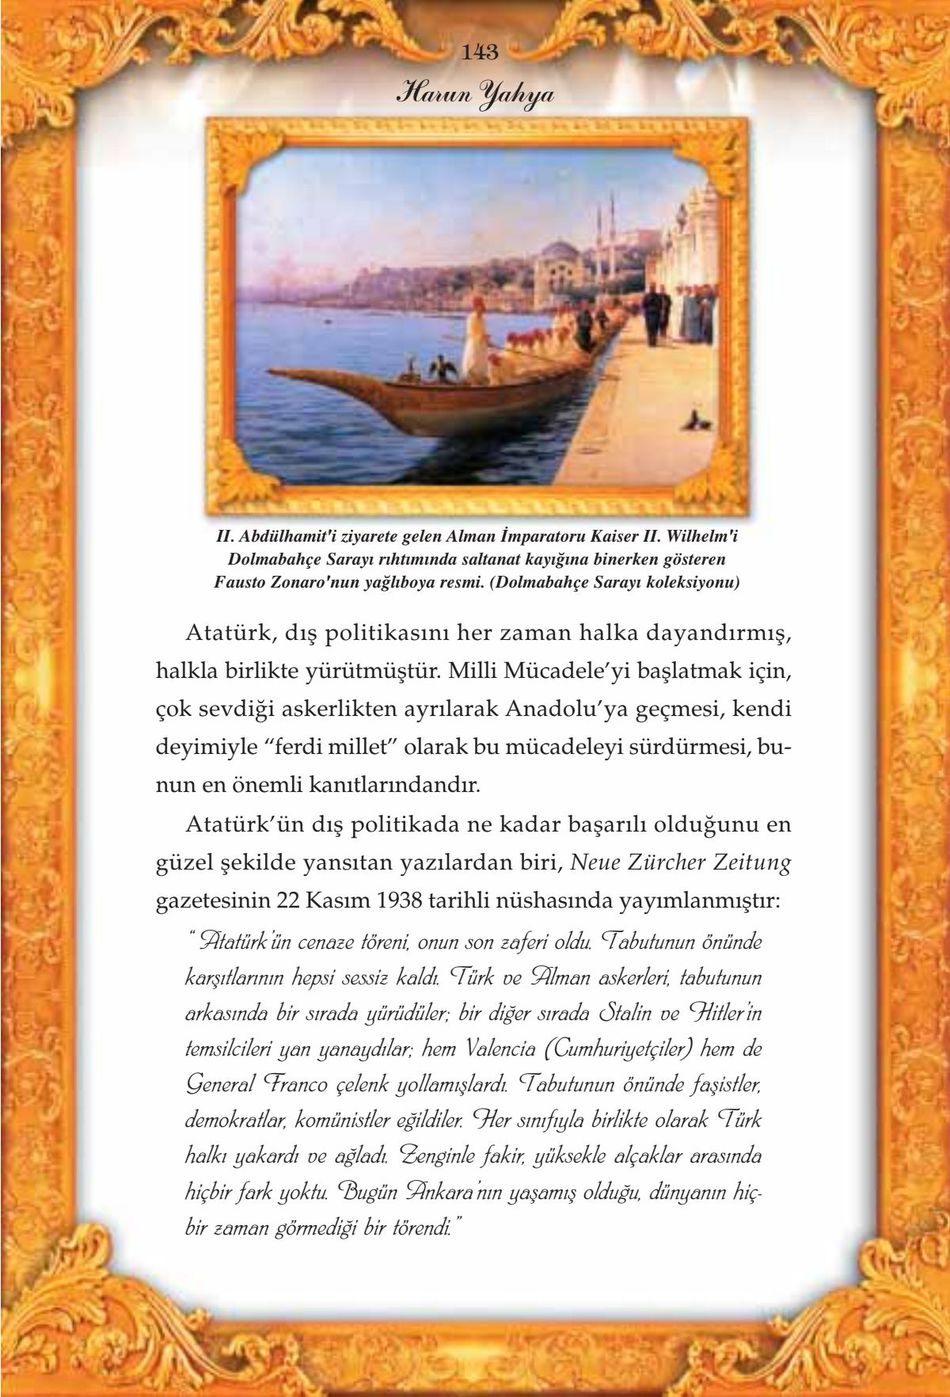 143
Harun Yahya
II. Abdülhamit'i ziyarete gelen Alman İmparatoru Kaiser II. Wilhelm'i
Dolmabahçe Sarayı rıhtımında saltanat kayığına binerken gösteren
Fausto Zonaro'nun yağlıboya resmi. (Dolmabahçe Sarayı koleksiyonu)
Atatürk, dış politikasını her zaman halka dayandırmış,
halkla birlikte yürütmüştür. Milli Mücadele’yi başlatmak için,
çok sevdiği askerlikten ayrılarak Anadolu’ya geçmesi, kendi
deyimiyle “ferdi millet” olarak bu mücadeleyi sürdürmesi, bu-
nun en önemli kanıtlarındandır.
Atatürk’ün dış politikada ne kadar başarılı olduğunu en
güzel şekilde yansıtan yazılardan biri, Neue Zürcher Zeitung
gazetesinin 22 Kasım 1938 tarihli nüshasında yayımlanmıştır:
“Atatürk’ün cenaze töreni, onun son zaferi oldu. Tabutunun önünde
karşıtlarının hepsi sessiz kaldı. Türk ve Alman askerleri, tabutunun
arkasında bir sırada yürüdüler; bir diğer sırada Stalin ve Hitler’in
temsilcileri yan yanaydılar; hem Valencia (Cumhuriyetçiler) hem de
General Franco çelenk yollamışlardı. Tabutunun önünde faşistler,
demokratlar, komünistler eğildiler. Her sınıfıyla birlikte olarak Türk
halkı yakardı ve ağladı. Zenginle fakir, yüksekle alçaklar arasında
hiçbir fark yoktu. Bugün Ankara’nın yaşamış olduğu, dünyanın hiç-
bir zaman görmediği bir törendi.”